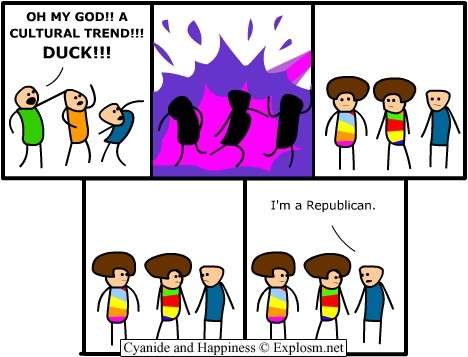 OH MY GOD!! A
CULTURAL TREND!!!
DUCK!!!
I'm a Republican.
Cyanide and Happiness © Explosm.net